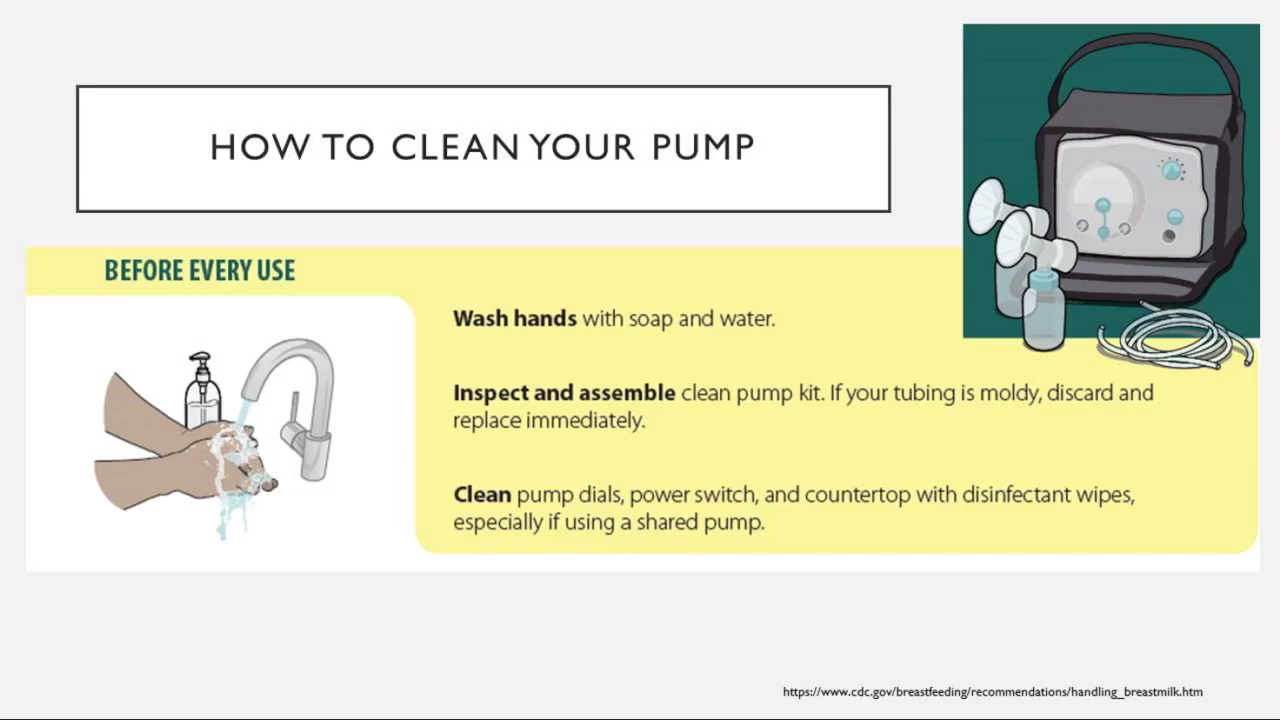 HOW TO CLEAN YOUR PUMP
BEFORE EVERY USE
Wash hands with soap and water.
Inspect and assemble clean pump kit. If your tubing is moldy, discard and
replace immediately.
Clean pump dials, power switch, and countertop with disinfectant wipes,
especially if using a shared pump.
https://www.cdc.gov/breastfeeding/recommendations/handling_breastmilk.htm